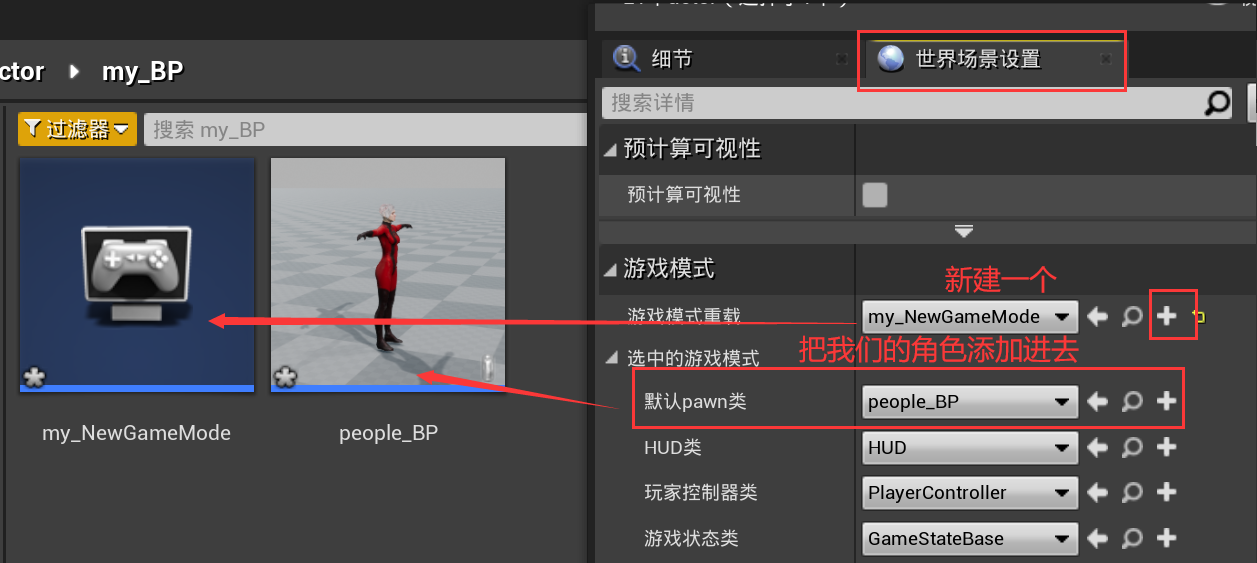 ctor
my_BP
过滤器
搜索 my_BP
my_NewGameMode
people_BP
细节
世界场景设置
搜索详情
预计算可视性
预计算可视性
游戏模式
新建一个
游戏模式重载
my_NewGameMode
把我们的角色添加进去
选中的游戏模式
默认pawn类
people_BP
HUD类
HUD
玩家控制器类
PlayerController
游戏状态类
GameStateBase